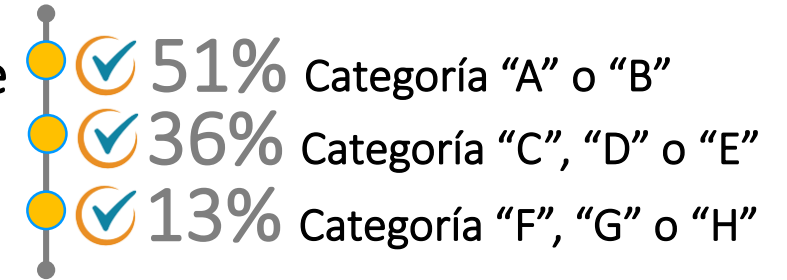 51% Categoría “A” o “B”
36% Categoría “C”, “D” o “E”
13% Categoría “F”, “G” o “H”